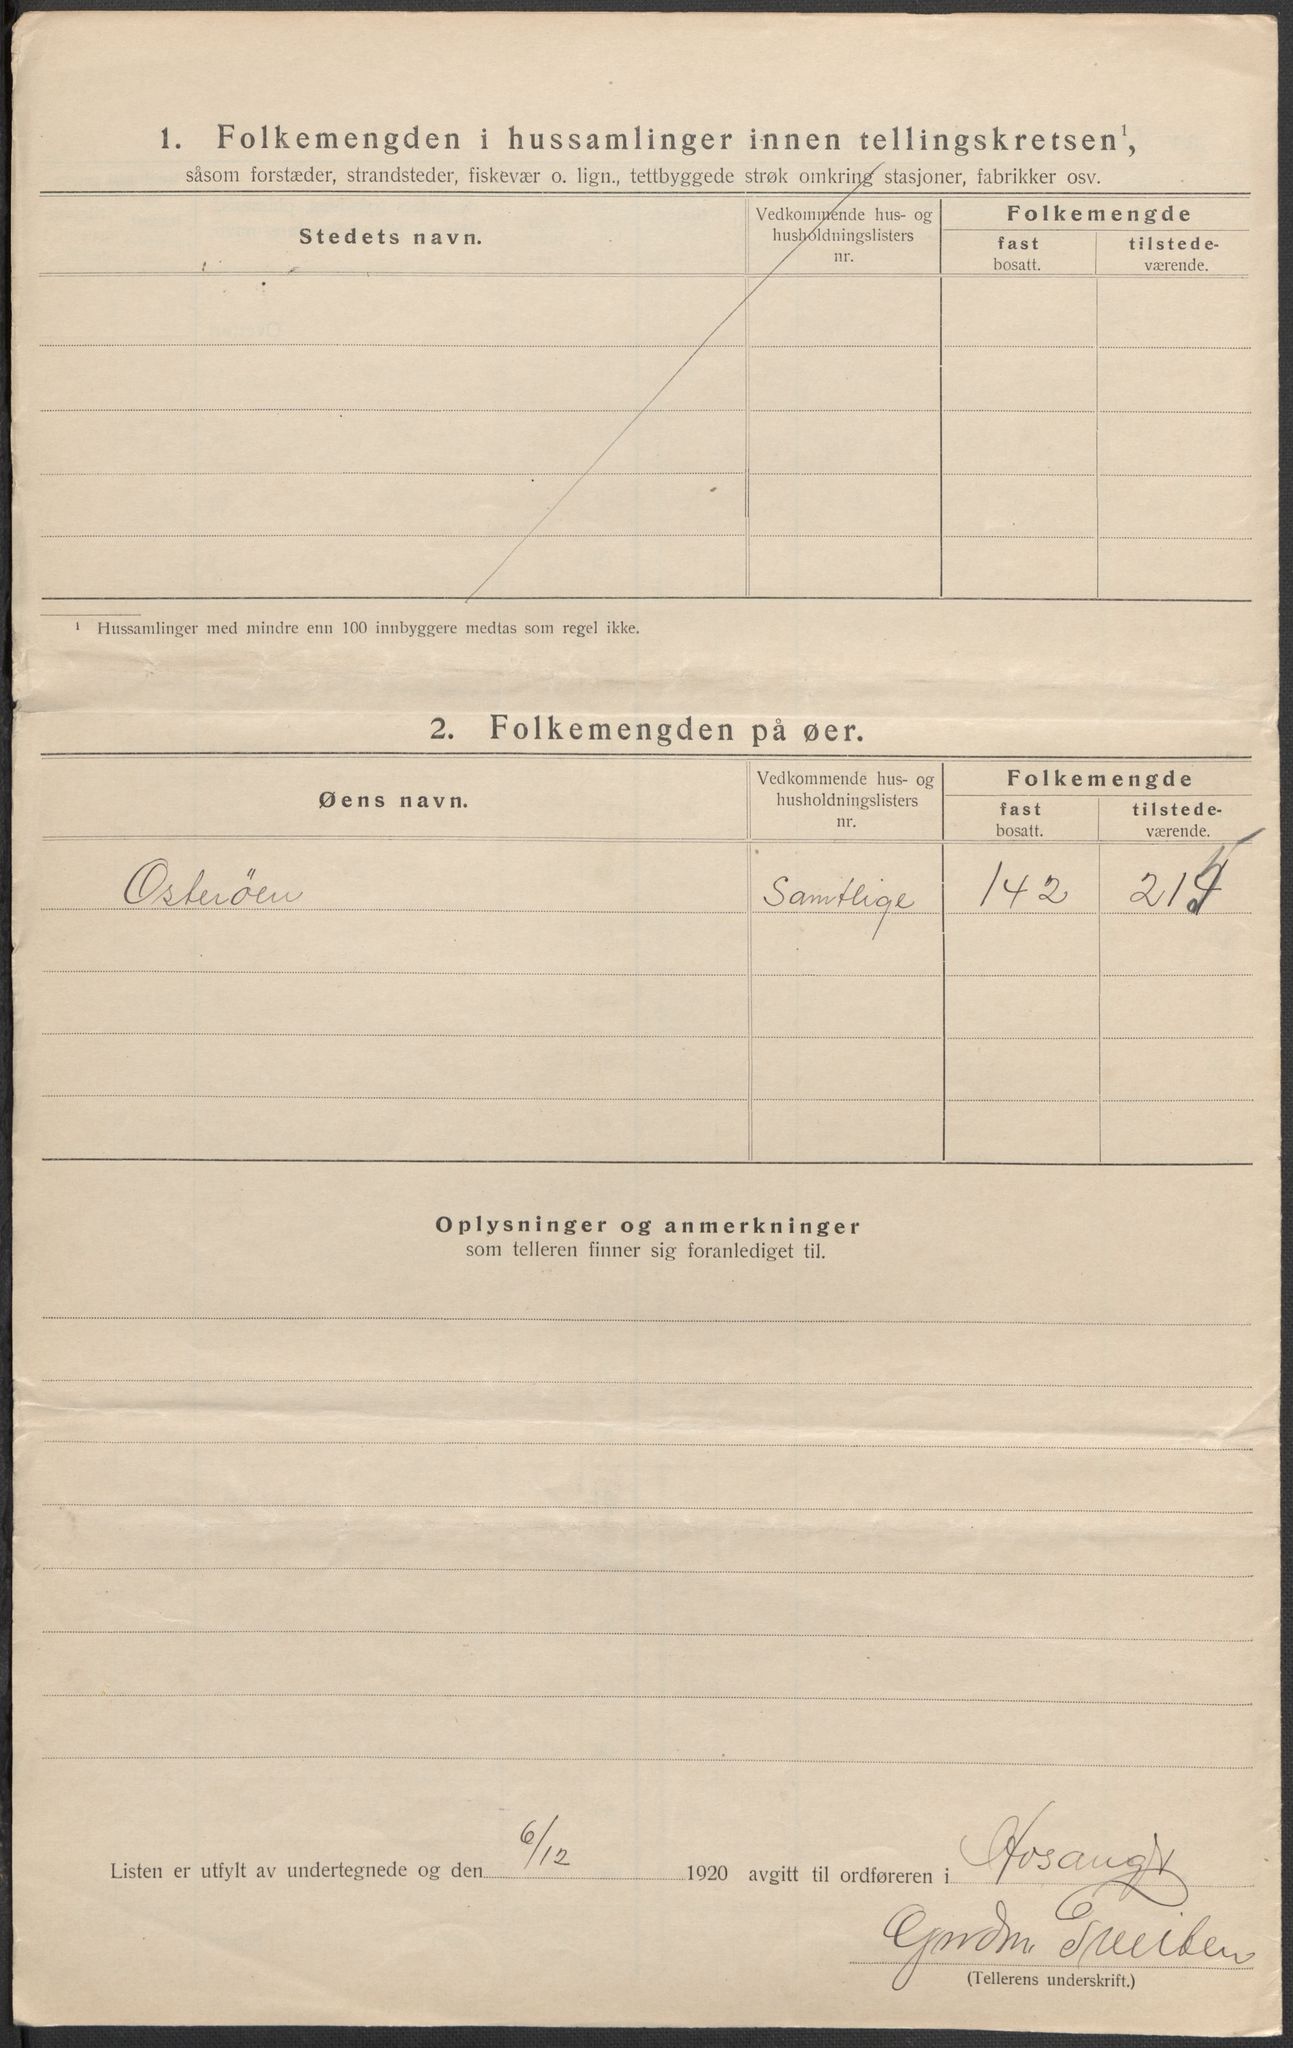 1. Folkemengden i hussamlinger innen tellingskretsen¹,
såsom forstæder, strandsteder, fiskevær o. lign., tettbyggede strøk omkring stasjoner, fabrikker osv.
Stedets navn.
Vedkommende hus- og
husholdningslisters
nr.
Folkemengde
fast
bosatt.
tilstede-
værende.
¹ Hussamlinger med mindre enn 100 innbyggere medtas som regel ikke.
2. Folkemengden på øer.
Øens navn.
Vedkommende hus- og
husholdningslisters
nr.
Folkemengde
fast
bosatt.
tilstede-
værende.
Osteröen Samtlige 142
Oplysninger og anmerkninger
som telleren finner sig foranlediget til.
Listen er utfylt av undertegnede og den 6/12 1920 avgitt til ordføreren i Hosanger
(Tellerens underskrift.)